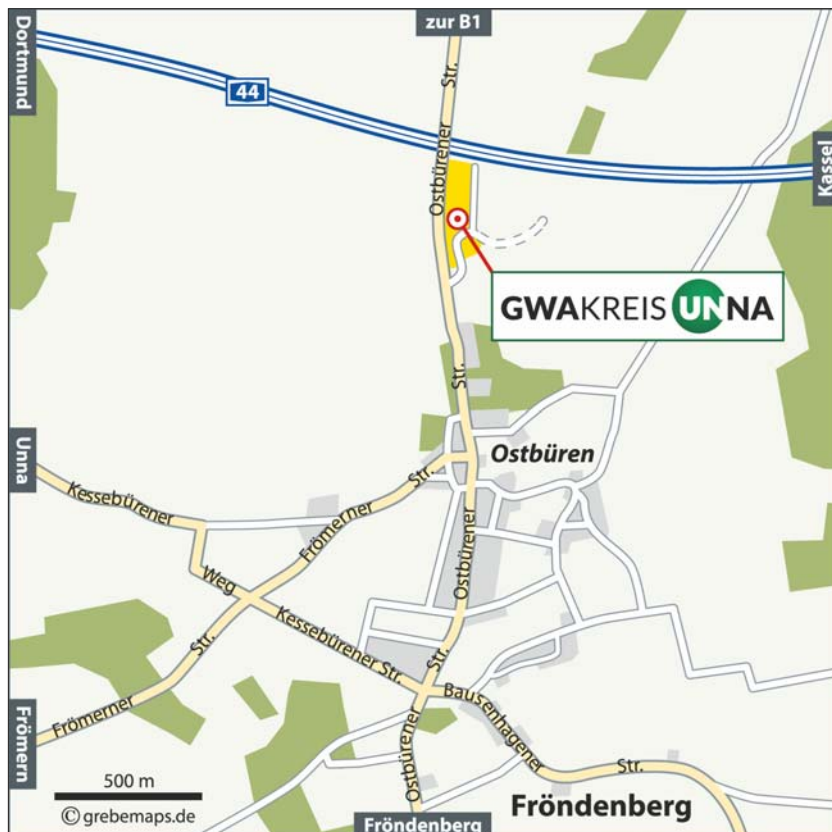 zur B1
Dortmund
44
Ostbürener Str.
Kassel
GWAKREIS UNNA
Str.
Ostbüren
Unna
Kessebürener
Frömerner Str.
Ostbürener
Weg
Kessebürener Str.
Str.
Str.
Bausenhagener
Frömerner
Frömern
Ostbürener
Str.
500 m
© grebemaps.de
Fröndenberg
Fröndenberg